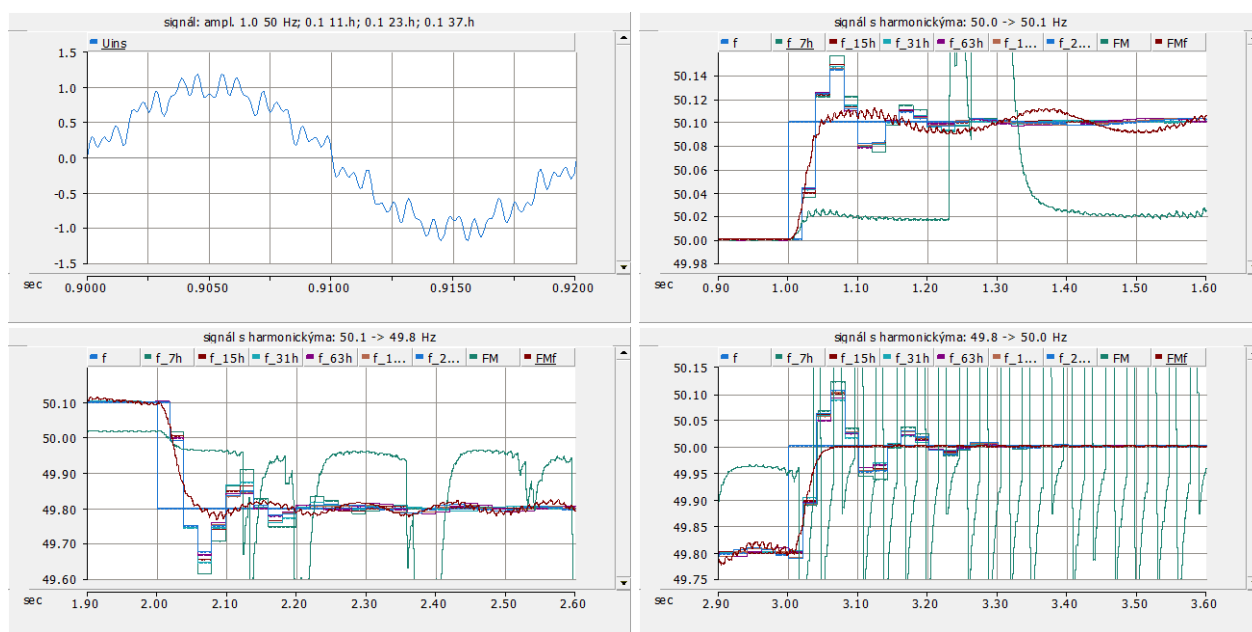 signál: ampl. 1.0 50 Hz; 0.1 11.h; 0.1 23.h; 0.1 37.h
Uins
1.5
1.0
0.5
0.0
-0.5
-1.0
-1.5
sec
0.9000 0.9050 0.9100 0.9150 0.9200
signál s harmonickýma: 50.0 -> 50.1 Hz
f f_7h f_15h f_31h f_63h f_1... f_2... FM FMf
50.14
50.12
50.10
50.08
50.06
50.04
50.02
50.00
49.98
sec
0.90 1.00 1.10 1.20 1.30 1.40 1.50 1.60
signál s harmonickýma: 50.1 -> 49.8 Hz
f f_7h f_15h f_31h f_63h f_1... f_2... FM FMf
50.10
50.00
49.90
49.80
49.70
49.60
sec
1.90 2.00 2.10 2.20 2.30 2.40 2.50 2.60
signál s harmonickýma: 49.8 -> 50.0 Hz
f f_7h f_15h f_31h f_63h f_1... f_2... FM FMf
50.15
50.10
50.05
50.00
49.95
49.90
49.85
49.80
49.75
sec
2.90 3.00 3.10 3.20 3.30 3.40 3.50 3.60